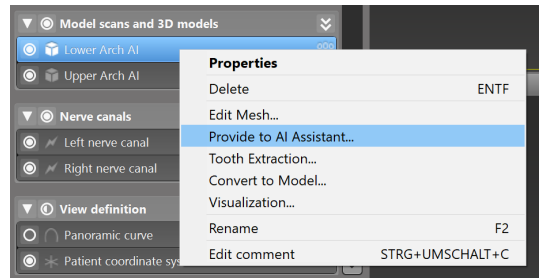 Model scans and 3D models
Lower Arch AI
Upper Arch AI
Nerve canals
Left nerve canal
Right nerve canal
View definition
Panoramic curve
Patient coordinate sys
Properties
Delete ENTF
Edit Mesh...
Provide to AI Assistant...
Tooth Extraction...
Convert to Model...
Visualization...
Rename F2
Edit comment STRG+UMSCHALT+C